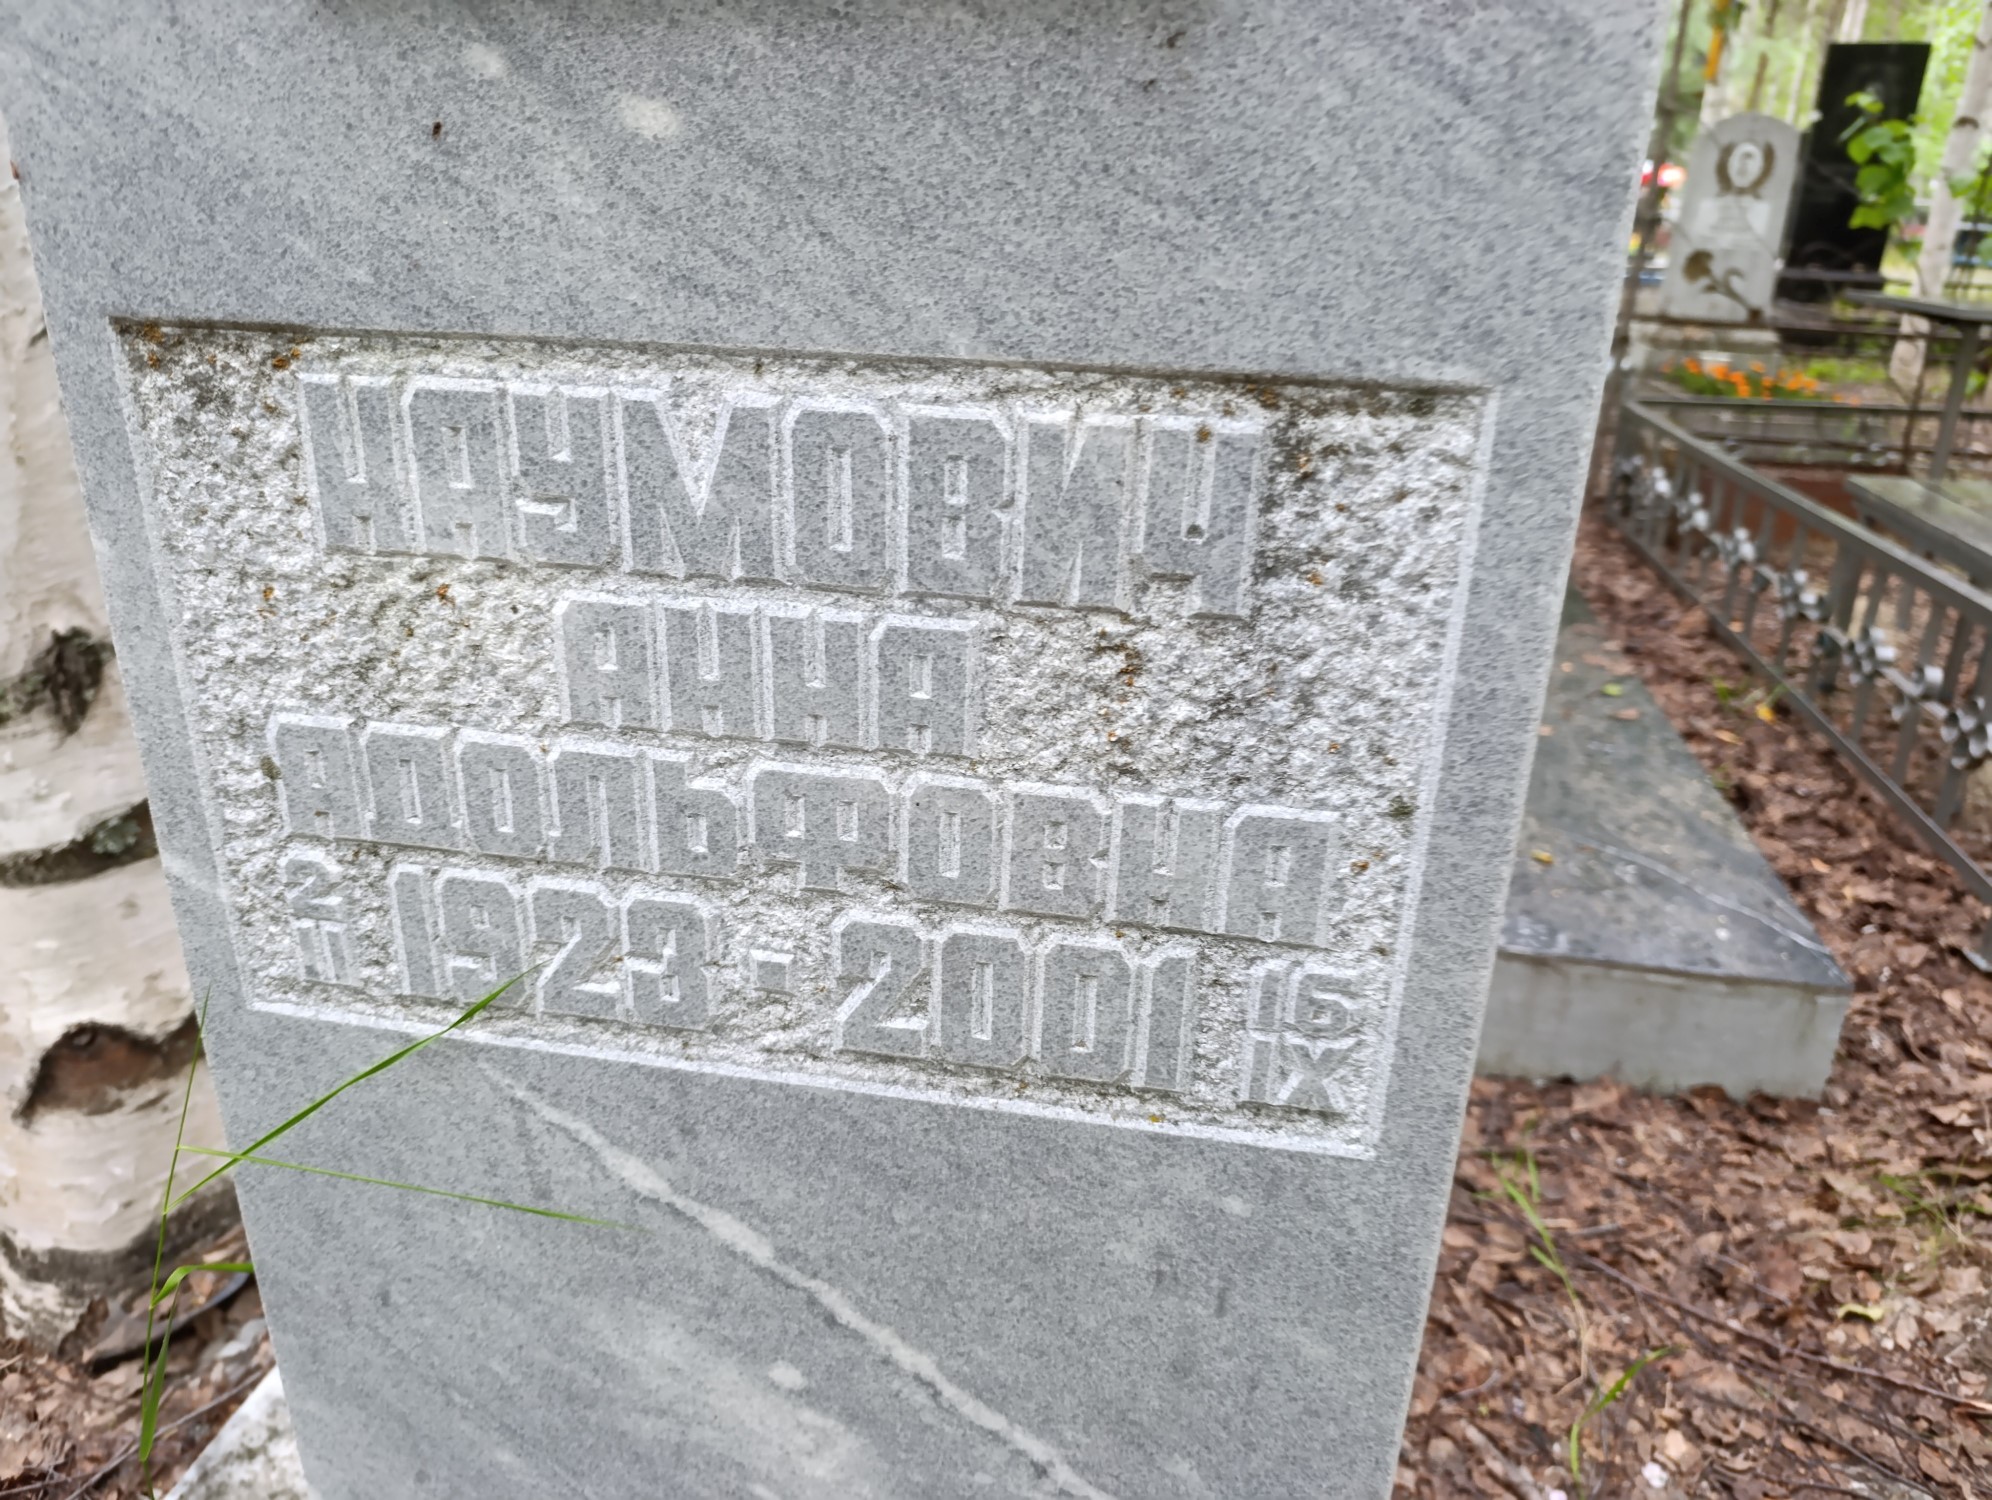 НАУМОВИЧ
АННА
АДОЛЬФОВНА
2 II 1923 - 2001 16 IX